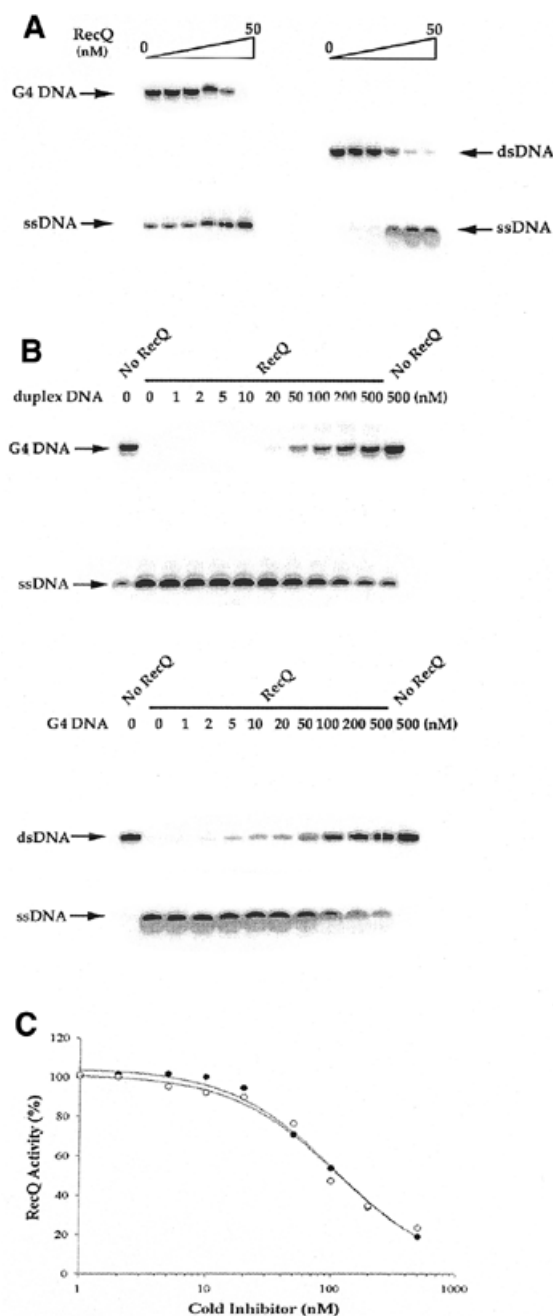 A
RecQ (nM) 0 50 0 50
G4 DNA
dsDNA
ssDNA
ssDNA
B
No RecQ RecQ No RecQ
duplex DNA 0 0 1 2 5 10 20 50 100 200 500 500 (nM)
G4 DNA
ssDNA
No RecQ RecQ No RecQ
G4 DNA 0 0 1 2 5 10 20 50 100 200 500 500 (nM)
dsDNA
ssDNA
C
120
100
80
60
40
20
0
RecQ Activity (%)
1 10 100 1000
Cold Inhibitor (nM)